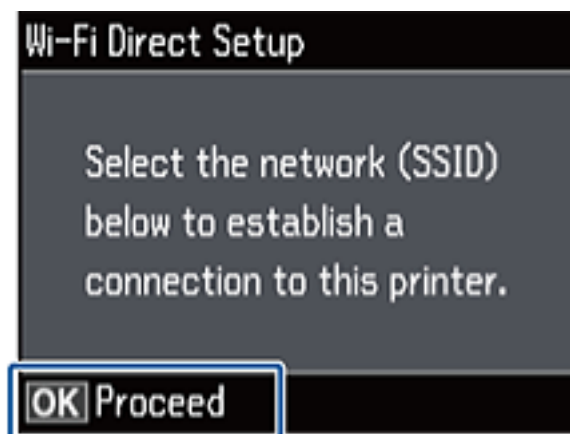 Wi-Fi Direct Setup
Select the network (SSID)
below to establish a
connection to this printer.
OK Proceed